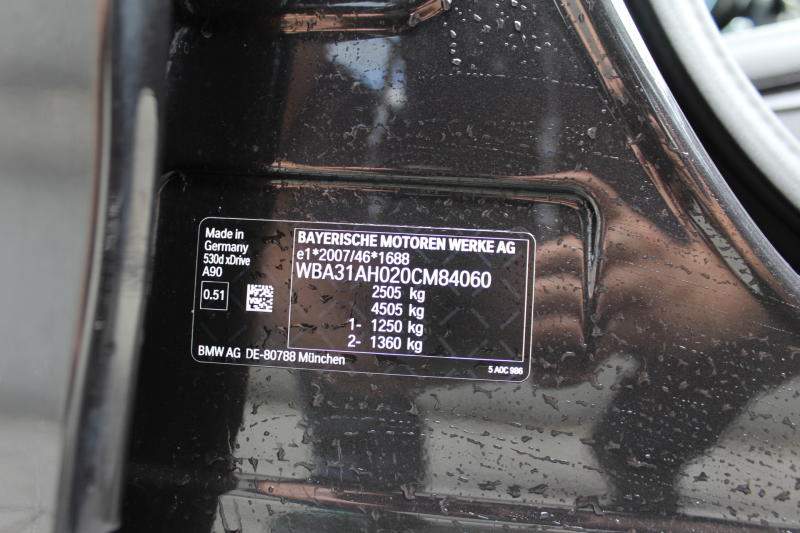 Made in
Germany
530d xDrive
A90
0.51
BAYERISCHE MOTOREN WERKE AG
e1*2007/46*1688
WBA31AH020CM84060
2505 kg
4505 kg
1- 1250 kg
2- 1360 kg
BMW AG DE-80788 München
5 A0C 986